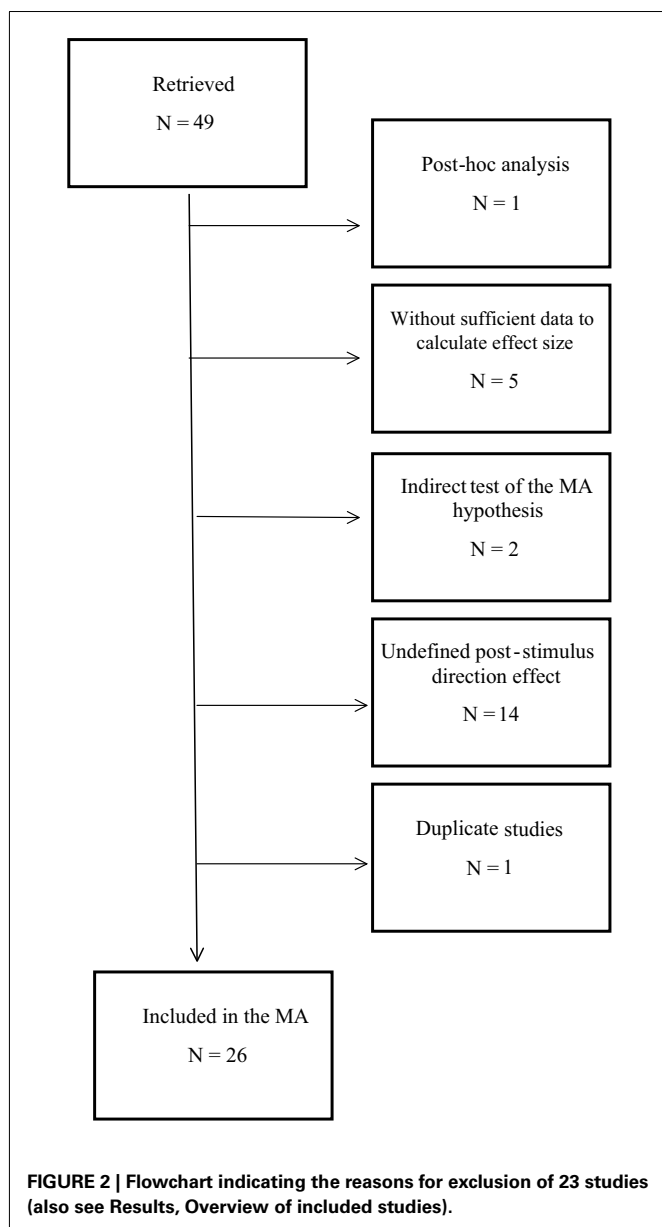 Retrieved
N = 49
Post-hoc analysis
N = 1
Without sufficient data to
calculate effect size
N = 5
Indirect test of the MA
hypothesis
N = 2
Undefined post-stimulus
direction effect
N = 14
Duplicate studies
N = 1
Included in the MA
N = 26
FIGURE 2 | Flowchart indicating the reasons for exclusion of 23 studies
(also see Results, Overview of included studies).